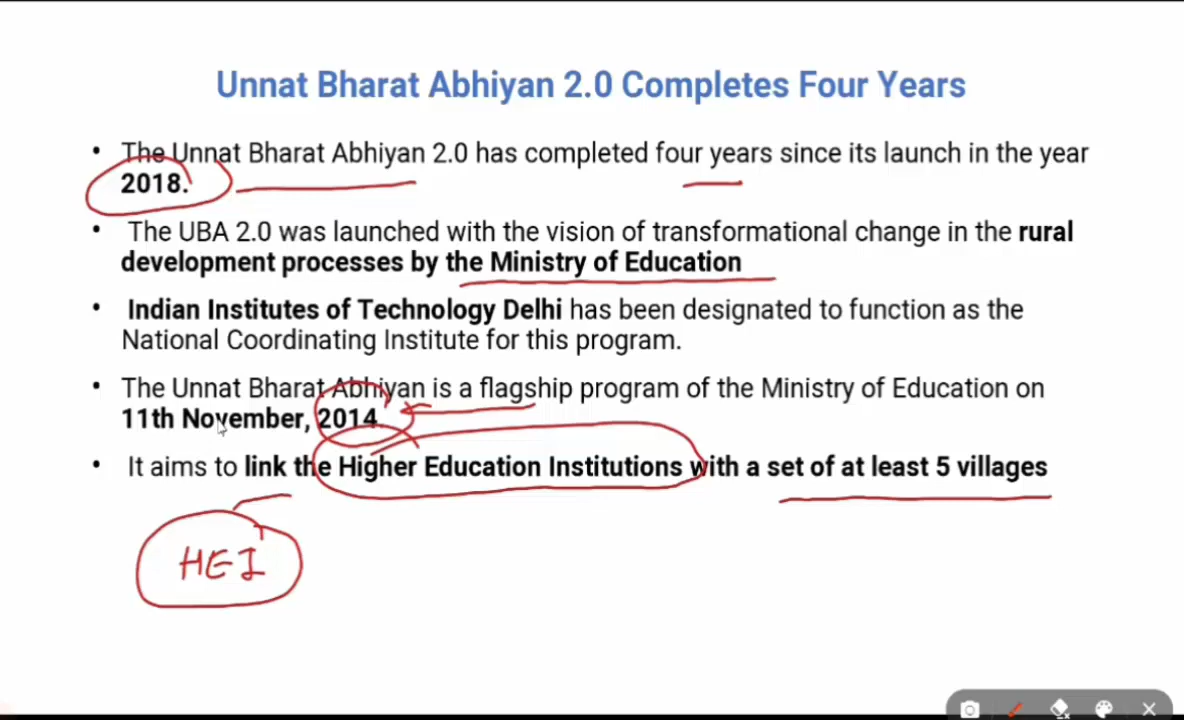 Unnat Bharat Abhiyan 2.0 Completes Four Years
• The Unnat Bharat Abhiyan 2.0 has completed four years since its launch in the year
2018.
• The UBA 2.0 was launched with the vision of transformational change in the rural
development processes by the Ministry of Education
• Indian Institutes of Technology Delhi has been designated to function as the
National Coordinating Institute for this program.
• The Unnat Bharat Abhiyan is a flagship program of the Ministry of Education on
11th November, 2014.
• It aims to link the Higher Education Institutions with a set of at least 5 villages
HEI